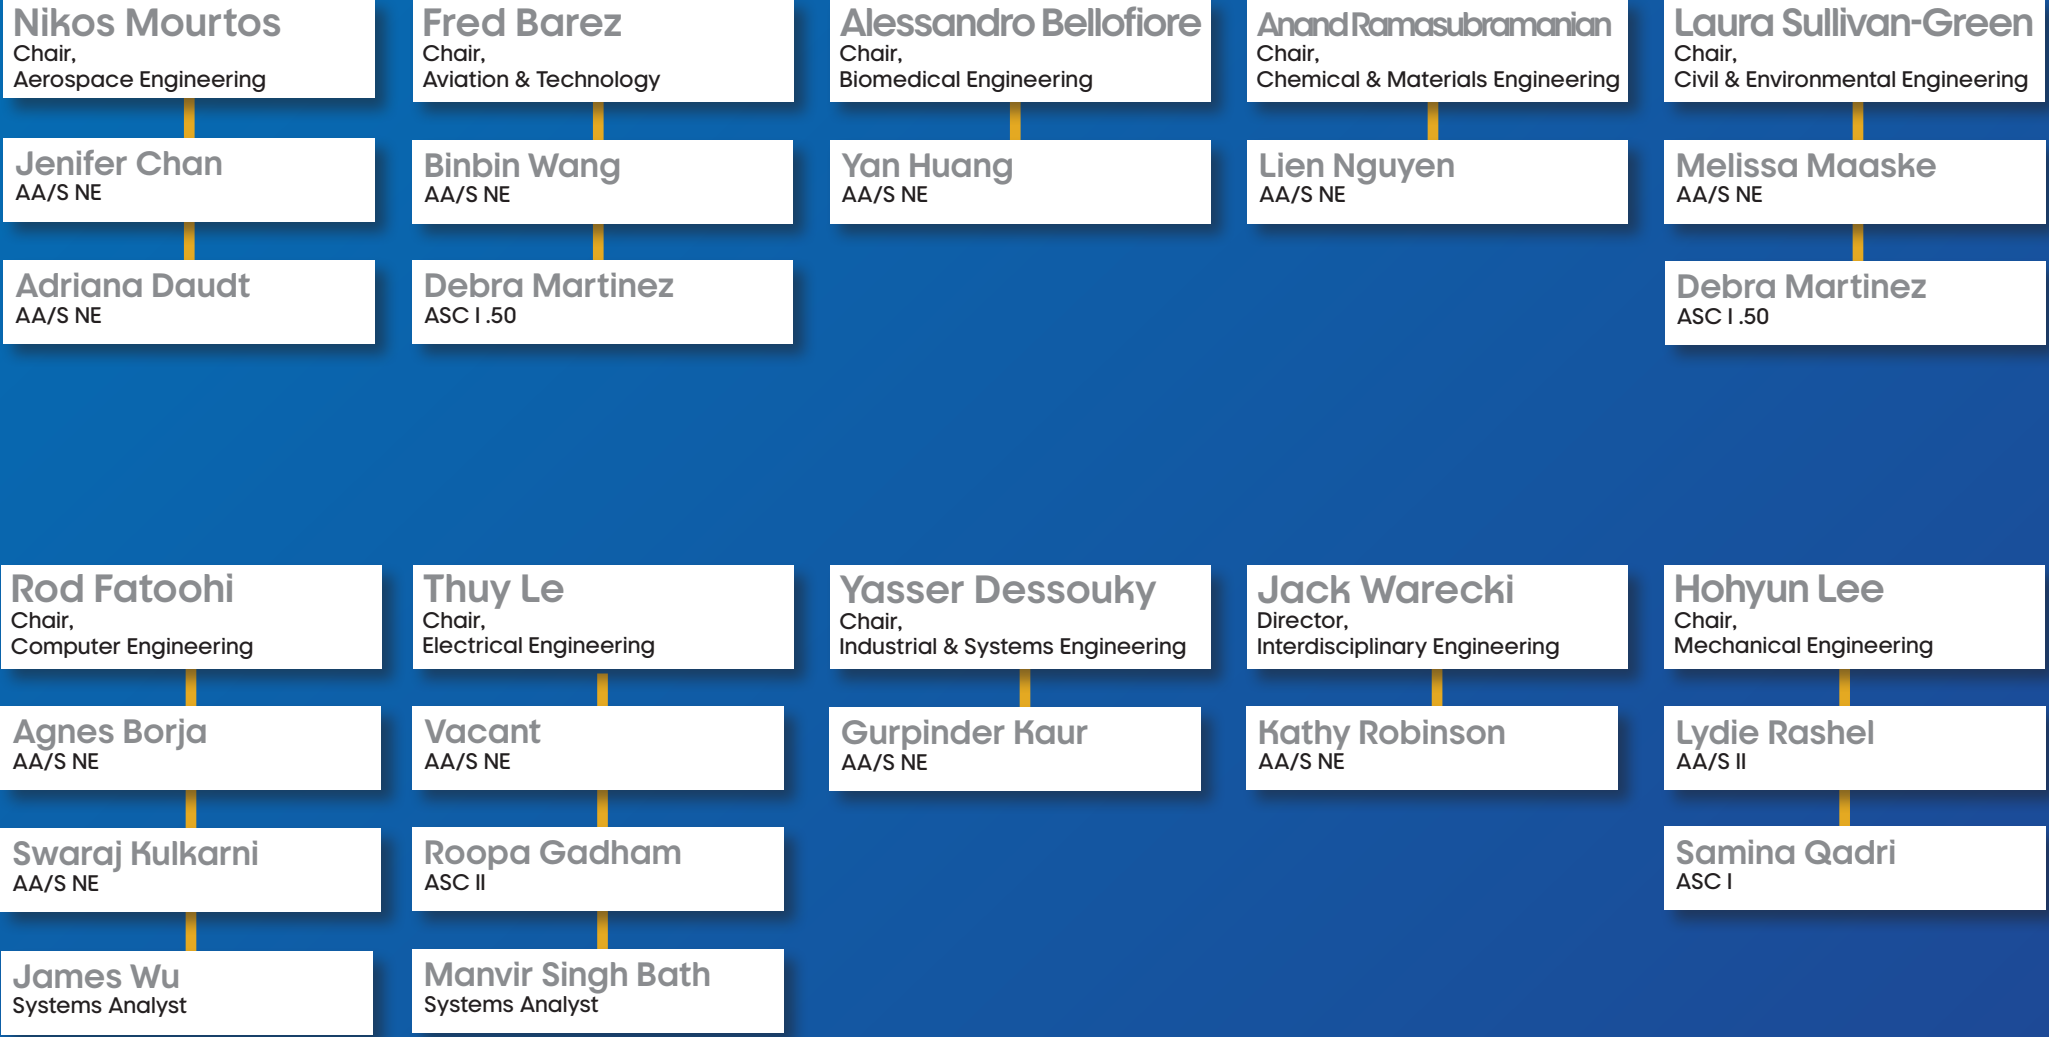 Nikos Mourtos
Chair,
Aerospace Engineering
Jenifer Chan
AA/S NE
Adriana Daudt
AA/S NE
Fred Barez
Chair,
Aviation & Technology
Binbin Wang
AA/S NE
Debra Martinez
ASC I .50
Alessandro Bellofiore
Chair,
Biomedical Engineering
Yan Huang
AA/S NE
Anand Ramasubramanian
Chair,
Chemical & Materials Engineering
Lien Nguyen
AA/S NE
Laura Sullivan-Green
Chair,
Civil & Environmental Engineering
Melissa Maaske
AA/S NE
Debra Martinez
ASC I .50
Rod Fatoohi
Chair,
Computer Engineering
Agnes Borja
AA/S NE
Swaraj Kulkarni
AA/S NE
James Wu
Systems Analyst
Thuy Le
Chair,
Electrical Engineering
Vacant
AA/S NE
Roopa Gadham
ASC II
Manvir Singh Bath
Systems Analyst
Yasser Dessouky
Chair,
Industrial & Systems Engineering
Gurpinder Kaur
AA/S NE
Jack Warecki
Director,
Interdisciplinary Engineering
Kathy Robinson
AA/S NE
Hohyun Lee
Chair,
Mechanical Engineering
Lydie Rashel
AA/S II
Samina Qadri
ASC I